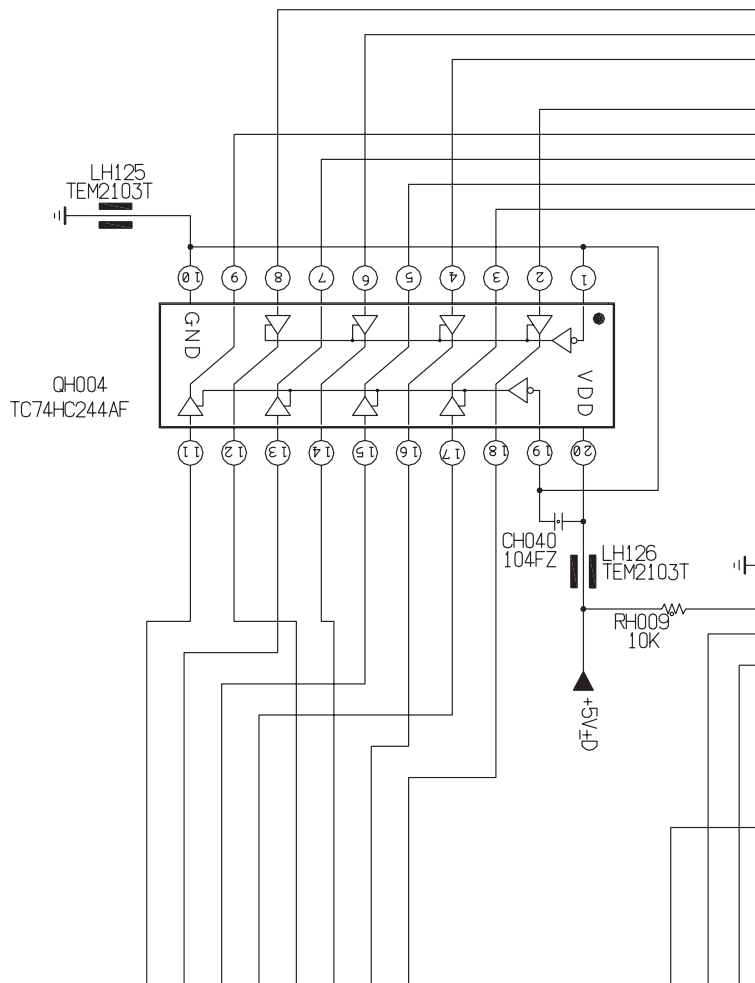 LH125
TEM2103T
10 9 8 7 6 5 4 3 2 1
GND
VDD
QH004
TC74HC244AF
11 12 13 14 15 16 17 18 19 20
CH040
104FZ
LH126
TEM2103T
RH009
10K
+5V±D